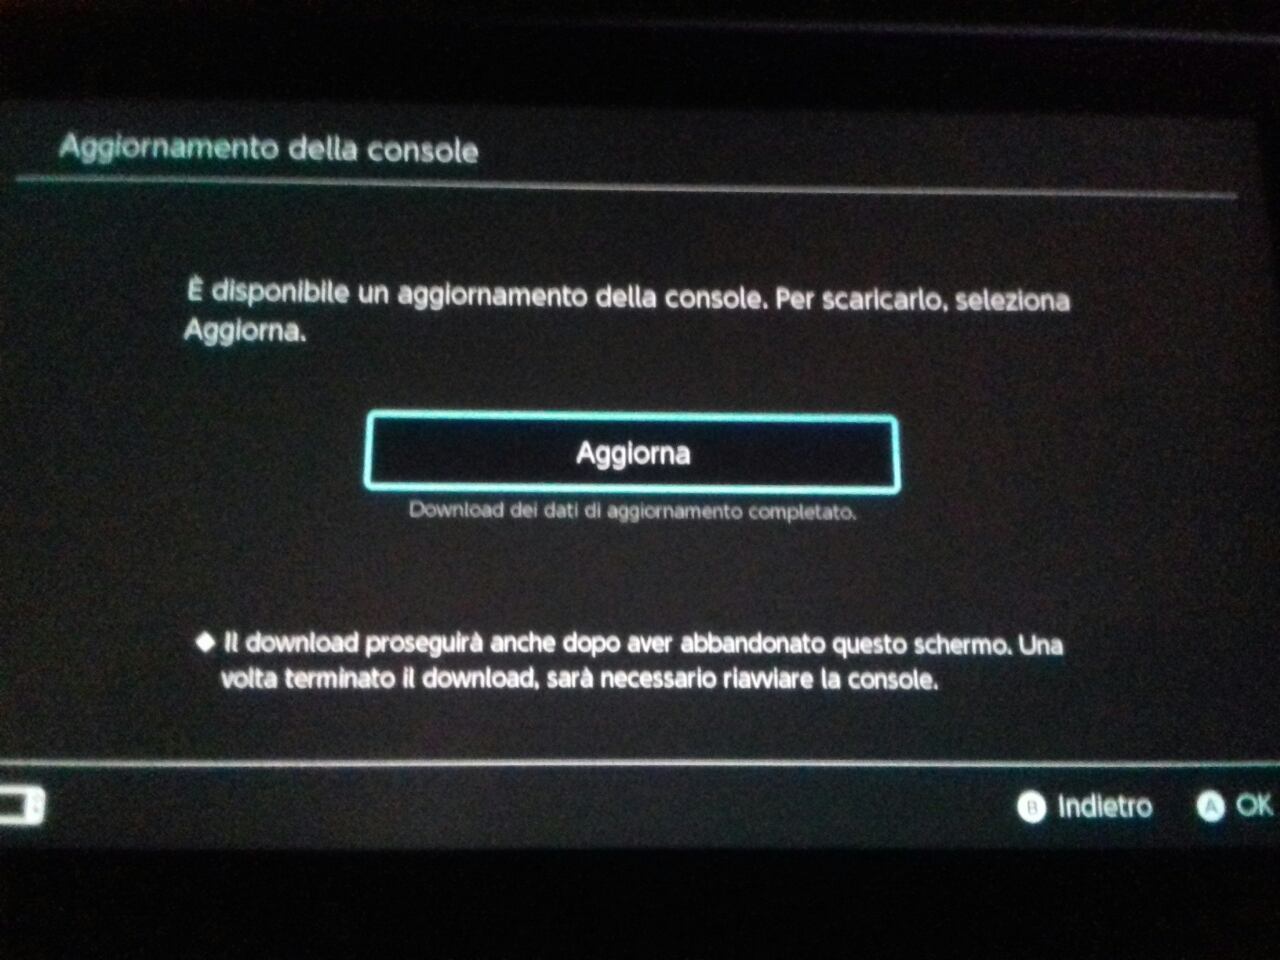 Aggiornamento della console
È disponibile un aggiornamento della console. Per scaricarlo, seleziona
Aggiorna.
Aggiorna
Download dei dati di aggiornamento completato.
◆ Il download proseguirà anche dopo aver abbandonato questo schermo. Una
volta terminato il download, sarà necessario riavviare la console.
B Indietro A OK